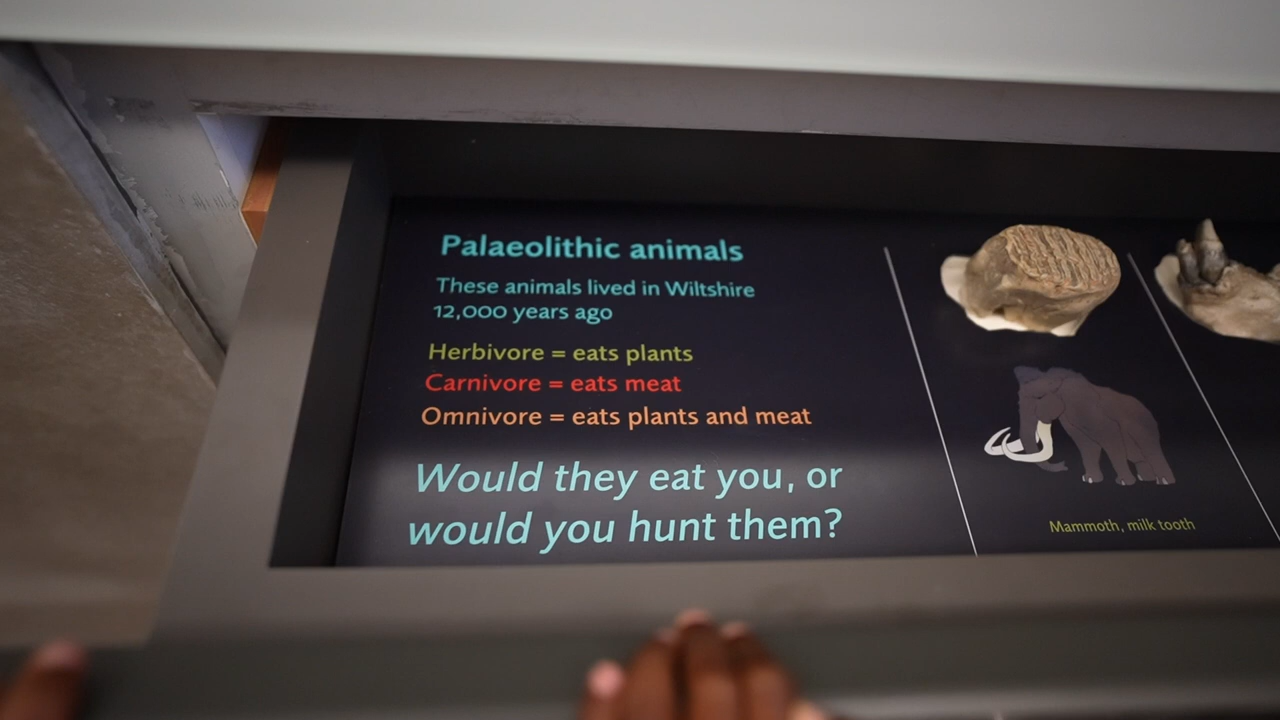 Palaeolithic animals
These animals lived in Wiltshire
12,000 years ago
Herbivore = eats plants
Carnivore = eats meat
Omnivore = eats plants and meat
Would they eat you, or
would you hunt them?
Mammoth, milk tooth